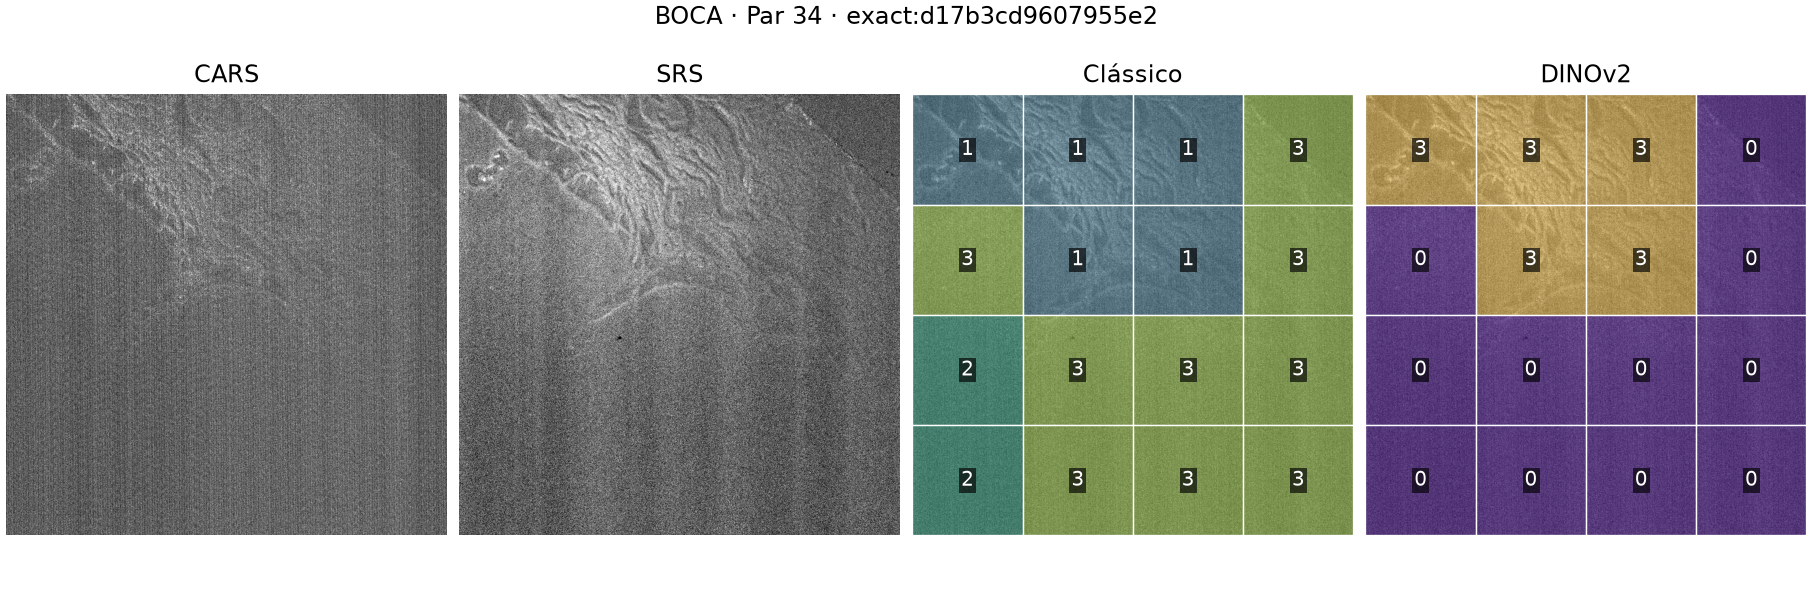 BOCA · Par 34 · exact:d17b3cd9607955e2
CARS SRS Clássico DINOv2
1 1 1 3 3 3 3 0
3 1 1 3 0 3 3 0
2 3 3 3 0 0 0 0
2 3 3 3 0 0 0 0